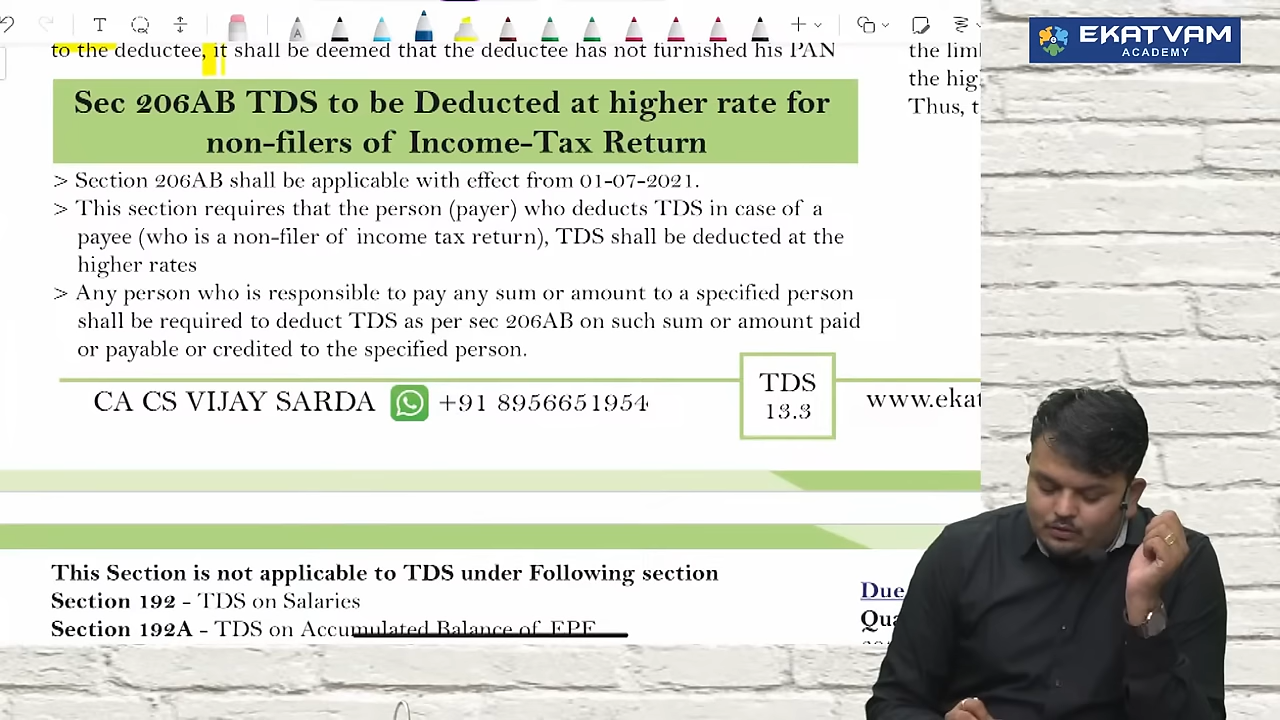 to the deductee, it shall be deemed that the deductee has not furnished his PAN
Sec 206AB TDS to be Deducted at higher rate for
non-filers of Income-Tax Return
> Section 206AB shall be applicable with effect from 01-07-2021.
> This section requires that the person (payer) who deducts TDS in case of a
payee (who is a non-filer of income tax return), TDS shall be deducted at the
higher rates
> Any person who is responsible to pay any sum or amount to a specified person
shall be required to deduct TDS as per sec 206AB on such sum or amount paid
or payable or credited to the specified person.
CA CS VIJAY SARDA +91 8956651954
TDS
13.3
www.ekat
This Section is not applicable to TDS under Following section
Section 192 - TDS on Salaries
Section 192A - TDS on Accumulated Balance of EPF
the
the
Thus,
Due
EKATVAM
ACADEMY